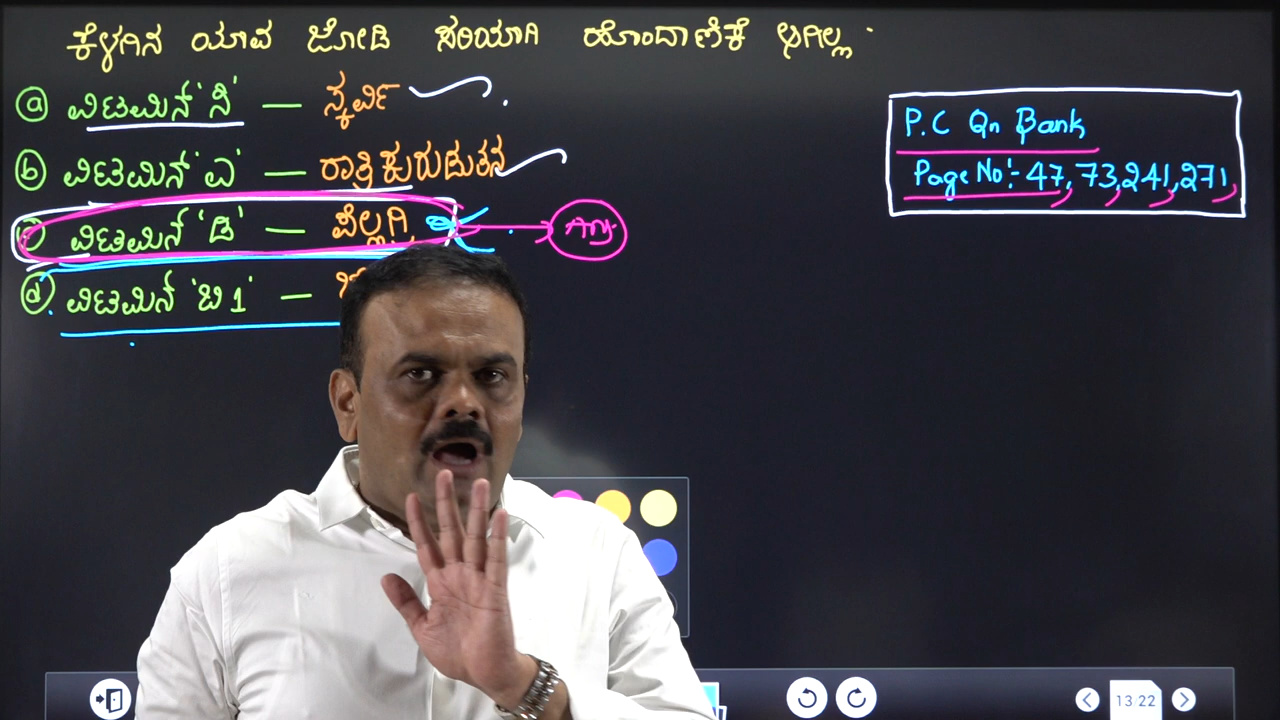 ಕೆಳಗಿನ ಯಾವ ಜೋಡಿ ಸರಿಯಾಗಿ ಹೊಂದಾಣಿಕೆ ಆಗಿಲ್ಲ.
ⓐ ವಿಟಮಿನ್ 'ಸಿ' — ಸ್ಕರ್ವಿ
ⓑ ವಿಟಮಿನ್ 'ಎ' — ರಾತ್ರಿ ಕುರುಡುತನ
ವಿಟಮಿನ್ 'ಡಿ' — ಪೆಲ್ಲಗ್ರ Ans
ⓓ ವಿಟಮಿನ್ 'ಬಿ 1' —
P.C Qn Bank
Page No:- 47, 73, 241, 271,
13:22